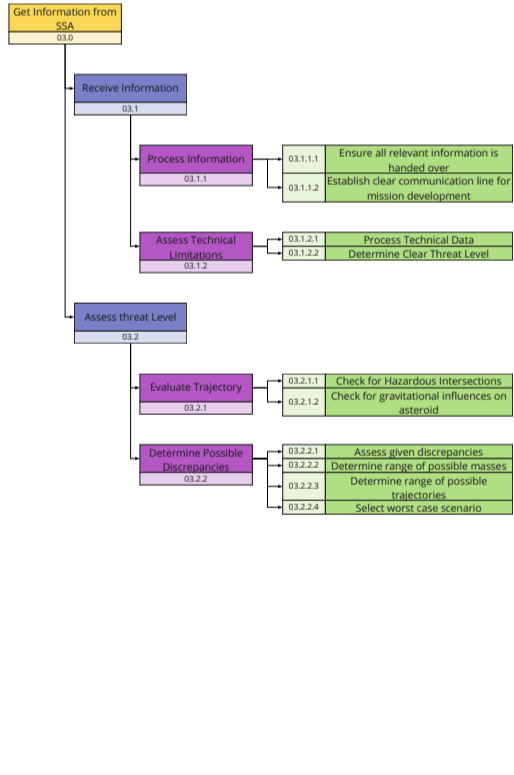 Get Information from
SSA
03.0
Receive Information
03.1
Process Information
03.1.1
03.1.1.1
Ensure all relevant information is
handed over
03.1.1.2
Establish clear communication line for
mission development
Assess Technical
Limitations
03.1.2
03.1.2.1
Process Technical Data
03.1.2.2
Determine Clear Threat Level
Assess threat Level
03.2
Evaluate Trajectory
03.2.1
03.2.1.1
Check for Hazardous Intersections
03.2.1.2
Check for gravitational influences on
asteroid
Determine Possible
Discrepancies
03.2.2
03.2.2.1
Assess given discrepancies
03.2.2.2
Determine range of possible masses
03.2.2.3
Determine range of possible
trajectories
03.2.2.4
Select worst case scenario